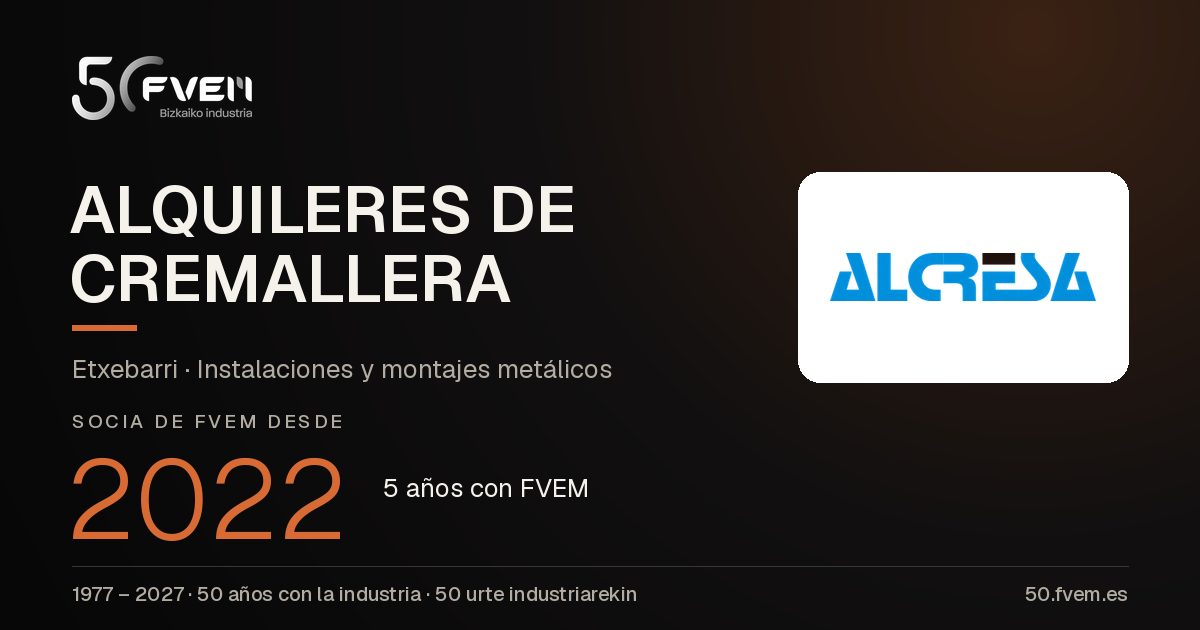 50 FVEM
Bizkaiko industria
ALQUILERES DE
CREMALLERA
ALCRESA
Etxebarri · Instalaciones y montajes metálicos
SOCIA DE FVEM DESDE
2022
5 años con FVEM
1977 – 2027 · 50 años con la industria · 50 urte industriarekin
50.fvem.es